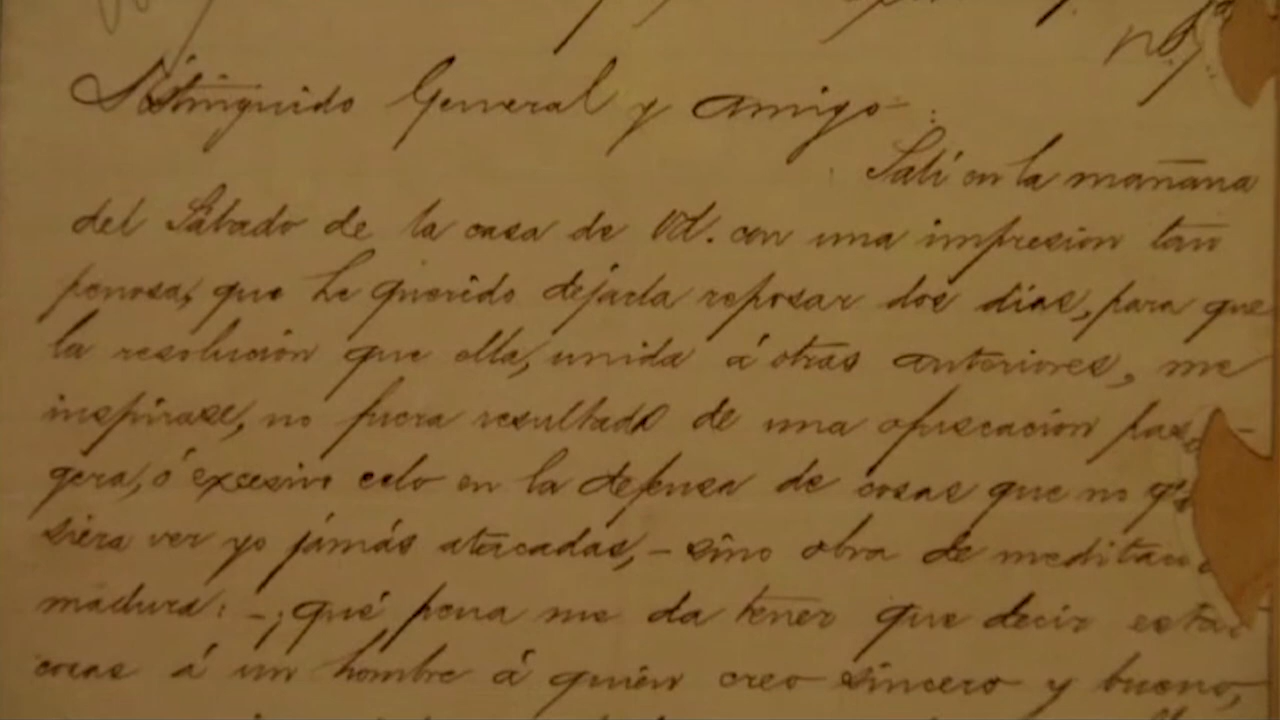 Distinguido General y amigo:
Salí en la mañana
del Sábado de la casa de Vd. con una impresion tan
penosa, que he querido dejarla reposar dos dias, para que
la resolución que ella, unida á otras anteriores, me
inspirase, no fuera resultado de una ofuscacion pasa-
gera, ó excesivo celo en la defensa de cosas que no qui
siera ver yo jamás atacadas, - sino obra de meditación
madura: - ¡qué pena me da tener que decir estas
cosas á un hombre á quien creo sincero y bueno,